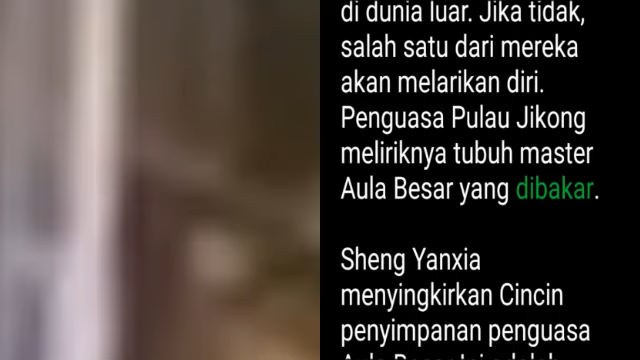 di dunia luar. Jika tidak,
salah satu dari mereka
akan melarikan diri.
Penguasa Pulau Jikong
meliriknya tubuh master
Aula Besar yang dibakar.
Sheng Yanxia
menyingkirkan Cincin
penyimpanan penguasa